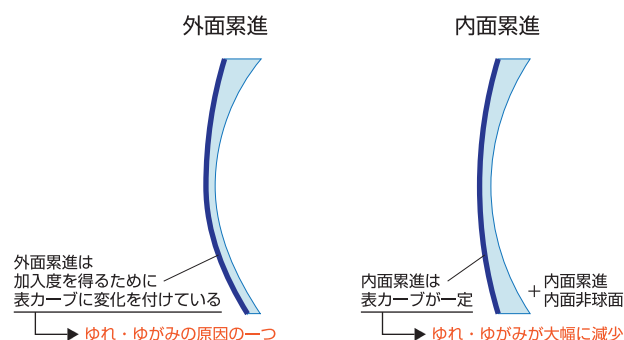 外面累進
外面累進は
加入度を得るために
表カーブに変化を付けている
ゆれ・ゆがみの原因の一つ
内面累進
内面累進は
表カーブが一定
+
内面累進
内面非球面
ゆれ・ゆがみが大幅に減少